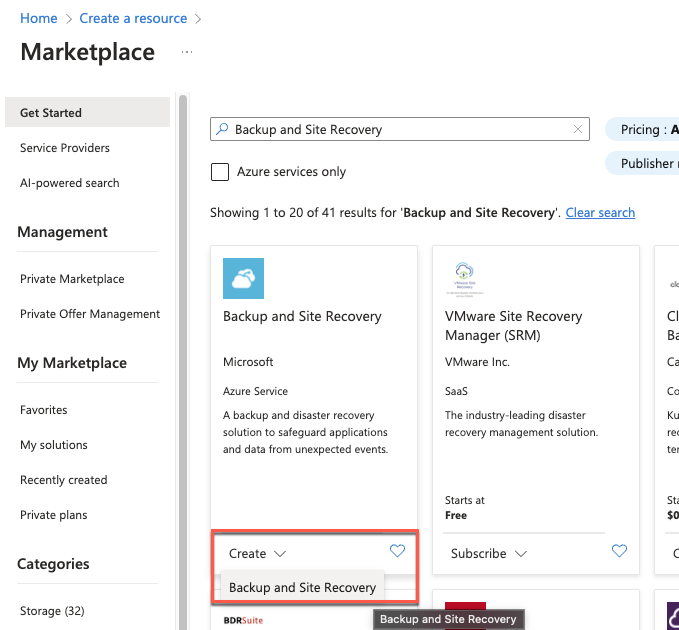 Home > Create a resource >
Marketplace ...
Get Started
Service Providers
AI-powered search
Management
Private Marketplace
Private Offer Management
My Marketplace
Favorites
My solutions
Recently created
Private plans
Categories
Storage (32)
Backup and Site Recovery
Pricing : A
Publisher
Azure services only
Showing 1 to 20 of 41 results for 'Backup and Site Recovery'. Clear search
Backup and Site Recovery
Microsoft
Azure Service
A backup and disaster recovery
solution to safeguard applications
and data from unexpected events.
Create
Backup and Site Recovery
VMware Site
Recovery
VMware Site Recovery
Manager (SRM)
VMware Inc.
SaaS
The industry-leading disaster
recovery management solution.
Starts at
Free
Subscribe
Cl
Ba
Ca
Co
Ku
rec
ter
Sta
$0
BDRSuite
Backup and Site Recovery